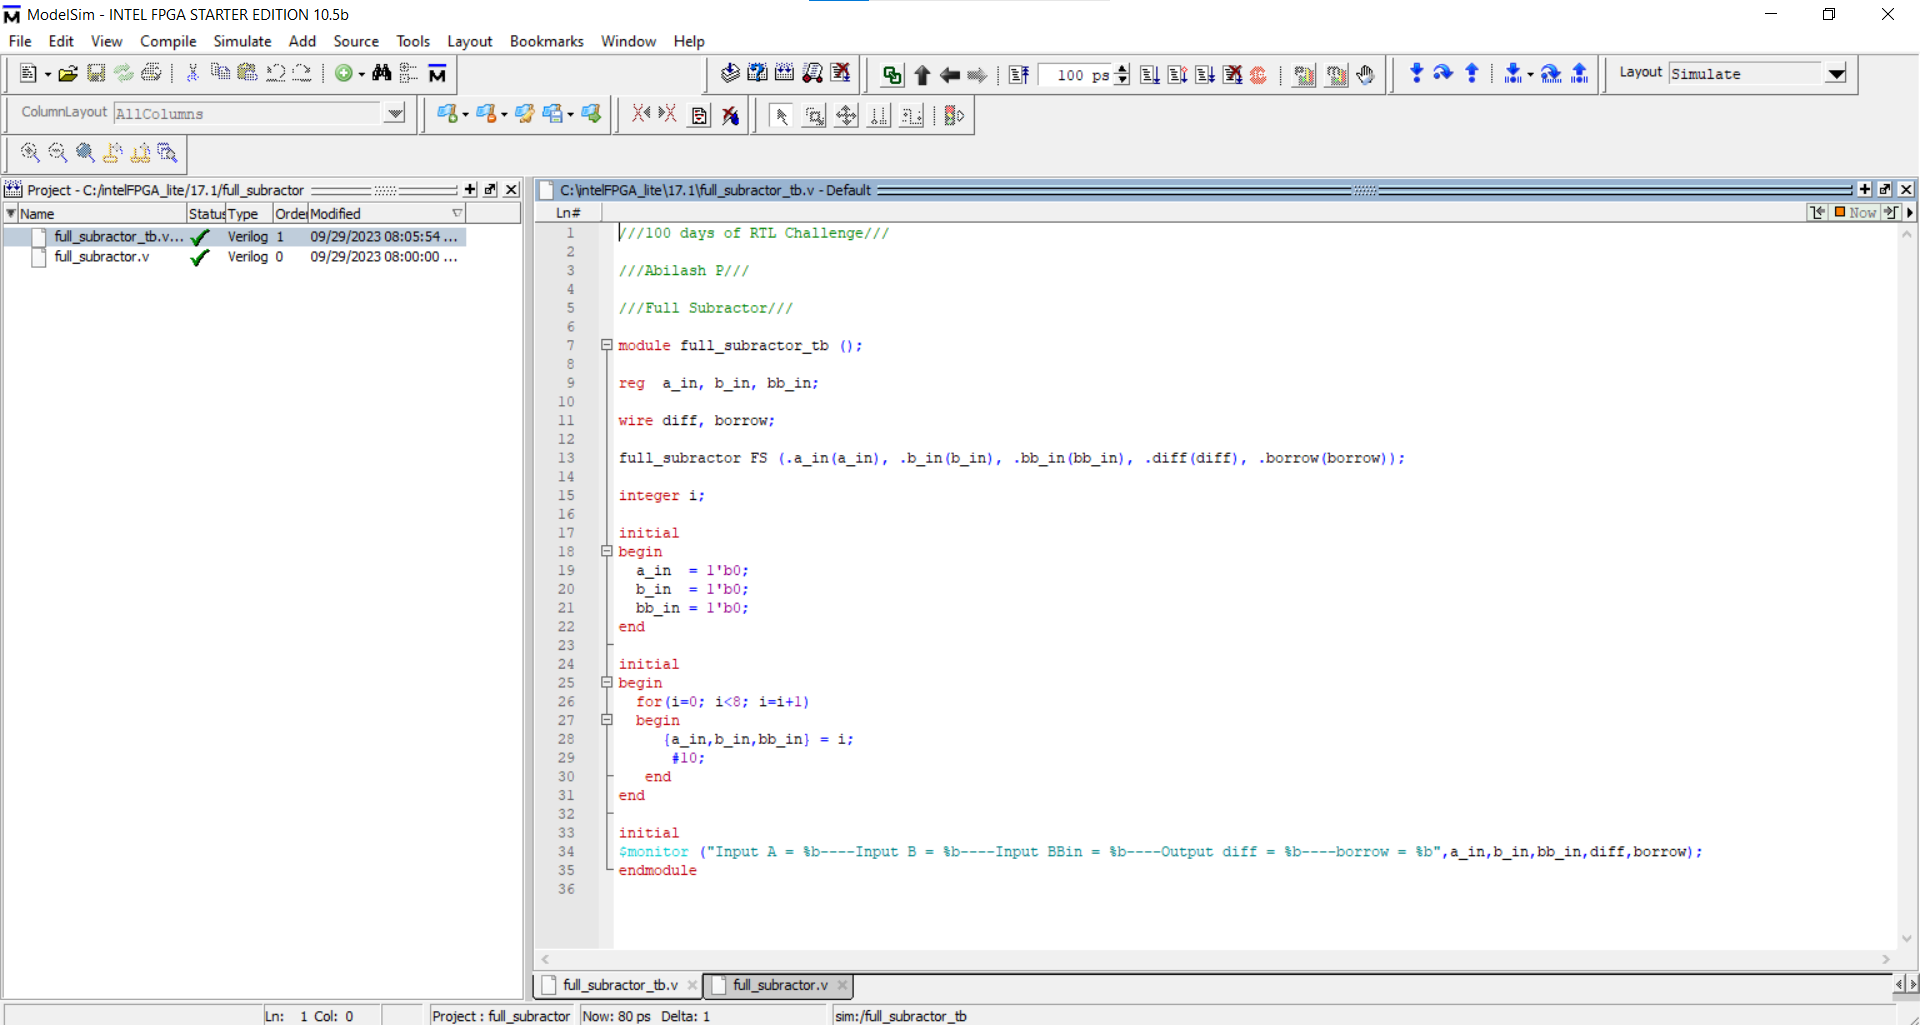 ModelSim - INTEL FPGA STARTER EDITION 10.5b
File Edit View Compile Simulate Add Source Tools Layout Bookmarks Window Help
100 ps
Layout Simulate
ColumnLayout AllColumns
Project - C:/intelFPGA_lite/17.1/full_subractor
Name Status Type Order Modified
full_subractor_tb.v... Verilog 1 09/29/2023 08:05:54 ...
full_subractor.v Verilog 0 09/29/2023 08:00:00 ...
C:\intelFPGA_lite\17.1\full_subractor_tb.v - Default
Ln#
Now
1 ///100 days of RTL Challenge///
2
3 ///Abilash P///
4
5 ///Full Subractor///
6
7 module full_subractor_tb ();
8
9 reg  a_in, b_in, bb_in;
10
11 wire diff, borrow;
12
13 full_subractor FS (.a_in(a_in), .b_in(b_in), .bb_in(bb_in), .diff(diff), .borrow(borrow));
14
15 integer i;
16
17 initial
18 begin
19   a_in  = 1'b0;
20   b_in  = 1'b0;
21   bb_in = 1'b0;
22 end
23
24 initial
25 begin
26   for(i=0; i<8; i=i+1)
27   begin
28      {a_in,b_in,bb_in} = i;
29       #10;
30    end
31 end
32
33 initial
34 $monitor ("Input A = %b----Input B = %b----Input BBin = %b----Output diff = %b----borrow = %b",a_in,b_in,bb_in,diff,borrow);
35 endmodule
36
full_subractor_tb.v full_subractor.v
Ln: 1 Col: 0 Project : full_subractor Now: 80 ps Delta: 1 sim:/full_subractor_tb